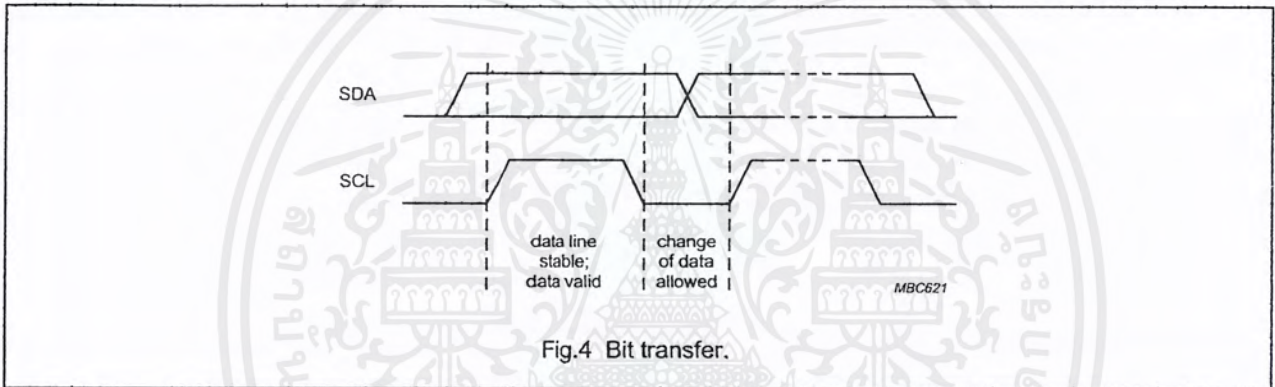 SDA
SCL
data line
stable;
data valid
change
of data
allowed
MBC621
Fig.4 Bit transfer.